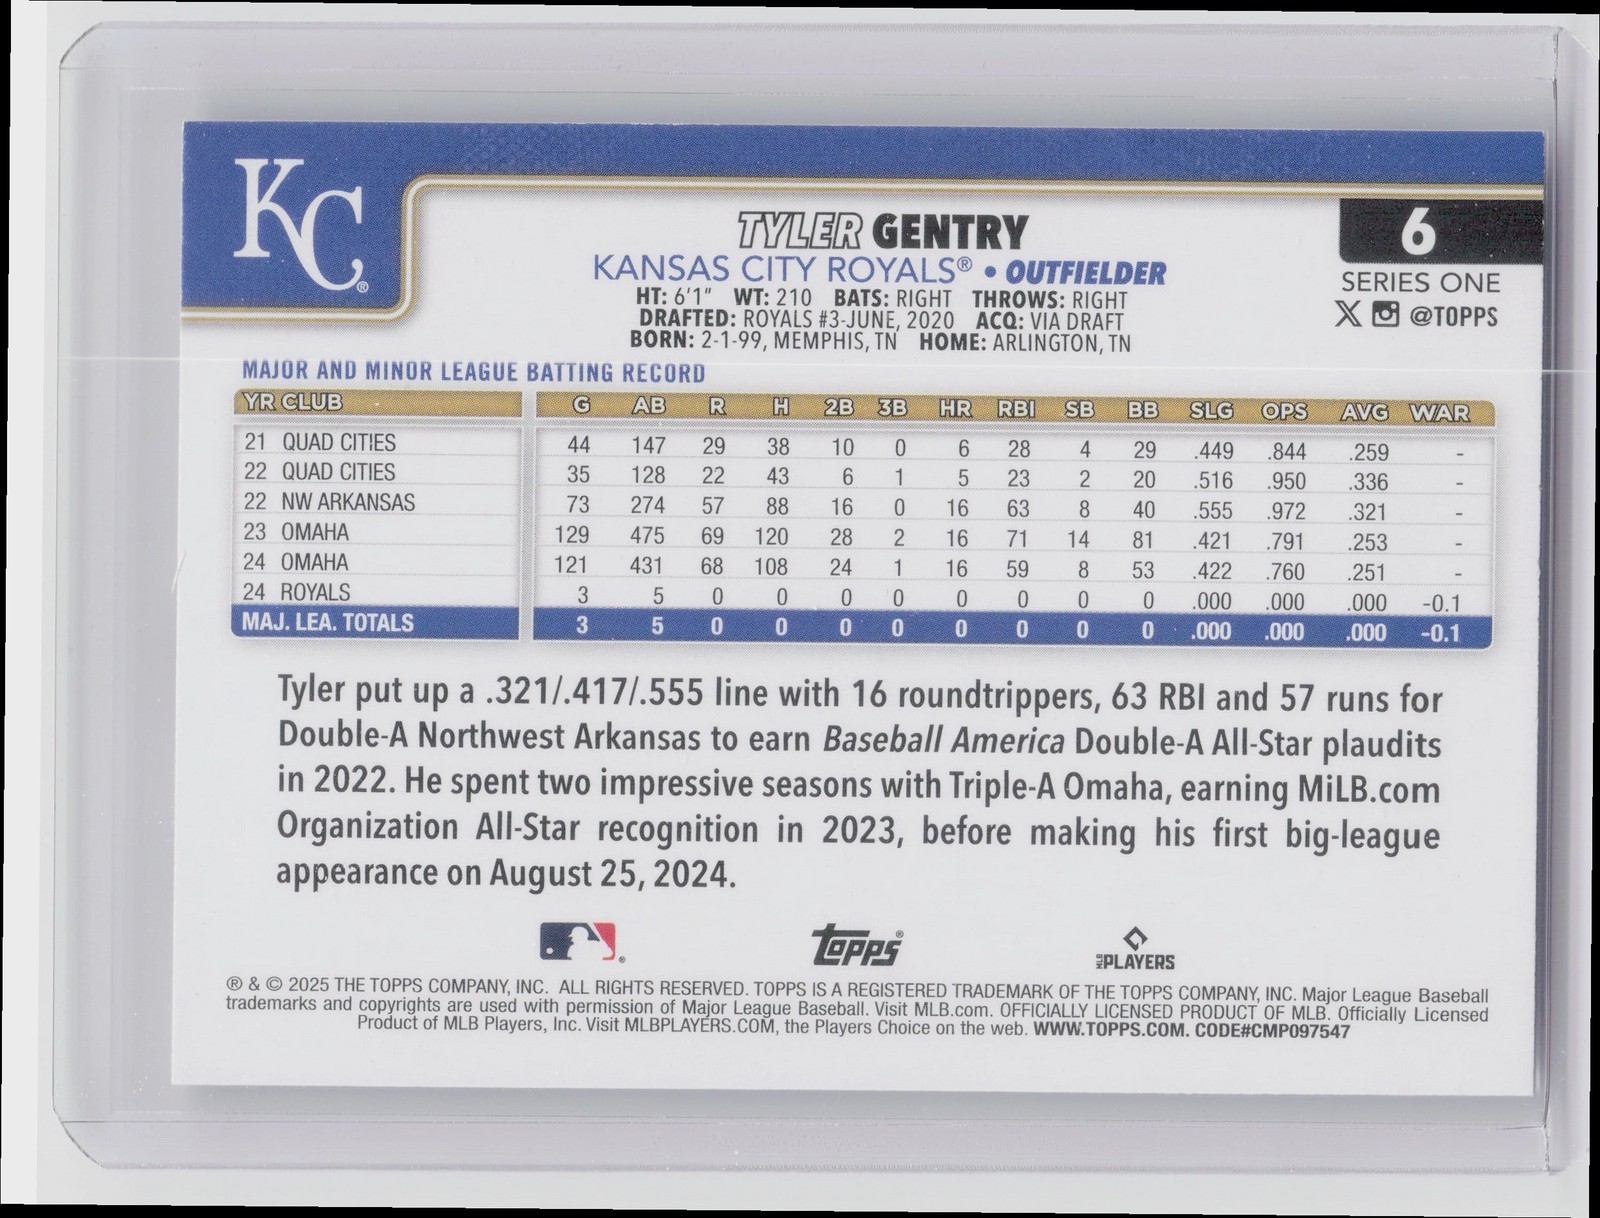 KC®
TYLER GENTRY
KANSAS CITY ROYALS® • OUTFIELDER
HT: 6'1" WT: 210 BATS: RIGHT THROWS: RIGHT
DRAFTED: ROYALS #3-JUNE, 2020 ACQ: VIA DRAFT
BORN: 2-1-99, MEMPHIS, TN HOME: ARLINGTON, TN
6
SERIES ONE
@TOPPS
MAJOR AND MINOR LEAGUE BATTING RECORD
YR CLUB G AB R H 2B 3B HR RBI SB BB SLG OPS AVG WAR
21 QUAD CITIES 44 147 29 38 10 0 6 28 4 29 .449 .844 .259 -
22 QUAD CITIES 35 128 22 43 6 1 5 23 2 20 .516 .950 .336 -
22 NW ARKANSAS 73 274 57 88 16 0 16 63 8 40 .555 .972 .321 -
23 OMAHA 129 475 69 120 28 2 16 71 14 81 .421 .791 .253 -
24 OMAHA 121 431 68 108 24 1 16 59 8 53 .422 .760 .251 -
24 ROYALS 3 5 0 0 0 0 0 0 0 0 .000 .000 .000 -0.1
MAJ. LEA. TOTALS 3 5 0 0 0 0 0 0 0 0 .000 .000 .000 -0.1
Tyler put up a .321/.417/.555 line with 16 roundtrippers, 63 RBI and 57 runs for
Double-A Northwest Arkansas to earn Baseball America Double-A All-Star plaudits
in 2022. He spent two impressive seasons with Triple-A Omaha, earning MiLB.com
Organization All-Star recognition in 2023, before making his first big-league
appearance on August 25, 2024.
Topps®
MLB PLAYERS
® & © 2025 THE TOPPS COMPANY, INC. ALL RIGHTS RESERVED. TOPPS IS A REGISTERED TRADEMARK OF THE TOPPS COMPANY, INC. Major League Baseball
trademarks and copyrights are used with permission of Major League Baseball. Visit MLB.com. OFFICIALLY LICENSED PRODUCT OF MLB. Officially Licensed
Product of MLB Players, Inc. Visit MLBPLAYERS.COM, the Players Choice on the web. WWW.TOPPS.COM. CODE#CMP097547